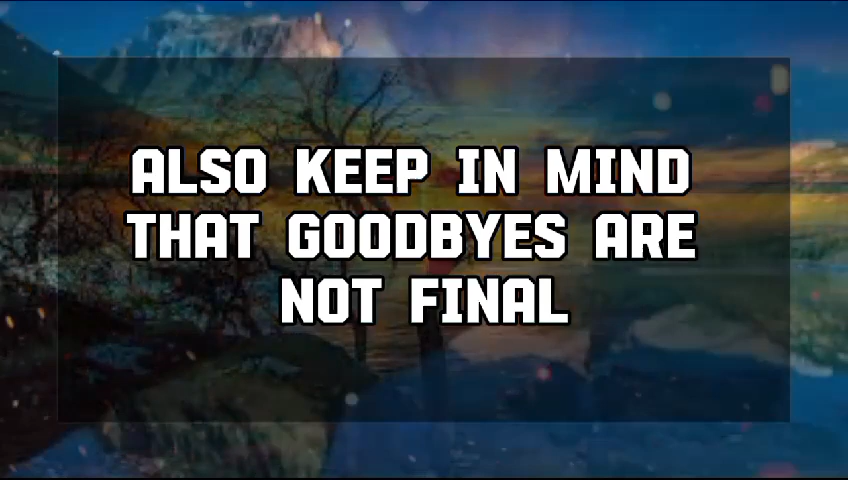 ALSO KEEP IN MIND
THAT GOODBYES ARE
NOT FINAL